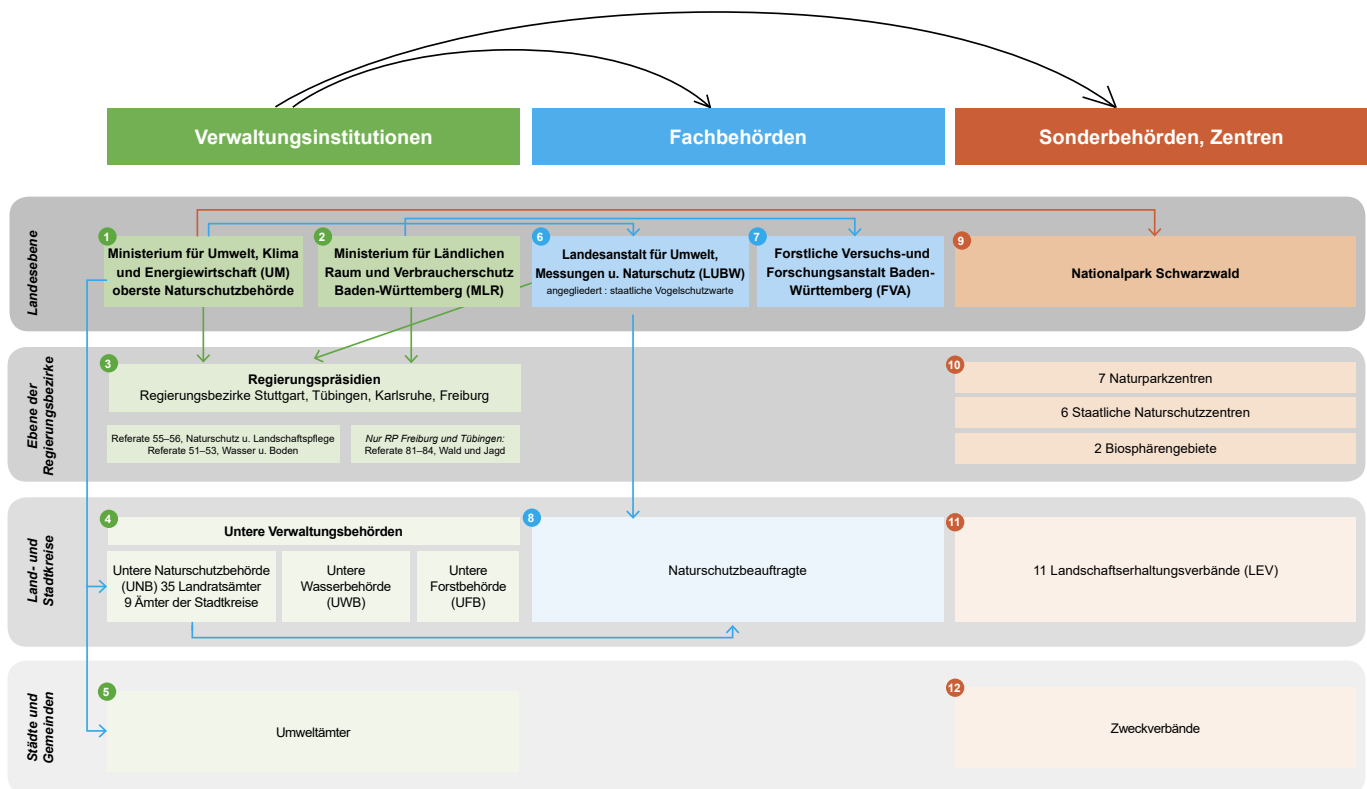 Verwaltungsinstitutionen
Fachbehörden
Sonderbehörden, Zentren
Landesebene
1
Ministerium für Umwelt, Klima
und Energiewirtschaft (UM)
oberste Naturschutzbehörde
2
Ministerium für Ländlichen
Raum und Verbraucherschutz
Baden-Württemberg (MLR)
6
Landesanstalt für Umwelt,
Messungen u. Naturschutz (LUBW)
angegliedert : staatliche Vogelschutzwarte
7
Forstliche Versuchs-und
Forschungsanstalt Baden-
Württemberg (FVA)
9
Nationalpark Schwarzwald
Ebene der
Regierungsbezirke
3
Regierungspräsidien
Regierungsbezirke Stuttgart, Tübingen, Karlsruhe, Freiburg
Referate 55–56, Naturschutz u. Landschaftspflege
Referate 51–53, Wasser u. Boden
Nur RP Freiburg und Tübingen:
Referate 81–84, Wald und Jagd
10
7 Naturparkzentren
6 Staatliche Naturschutzzentren
2 Biosphärengebiete
Land- und
Stadtkreise
4
Untere Verwaltungsbehörden
Untere Naturschutzbehörde
(UNB) 35 Landratsämter
9 Ämter der Stadtkreise
Untere
Wasserbehörde
(UWB)
Untere
Forstbehörde
(UFB)
8
Naturschutzbeauftragte
11
11 Landschaftserhaltungsverbände (LEV)
Städte und
Gemeinden
5
Umweltämter
12
Zweckverbände